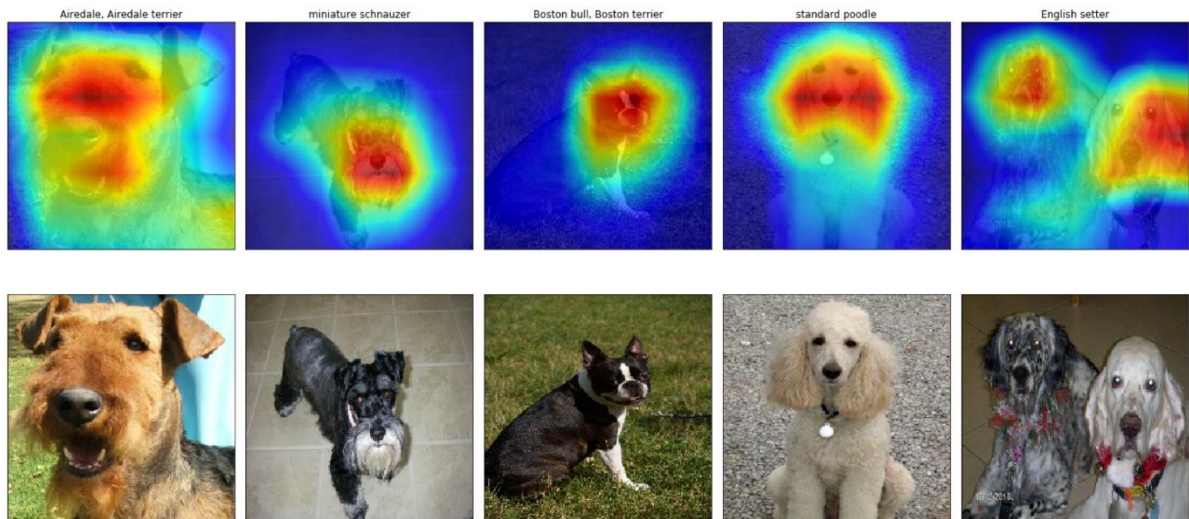 Airedale, Airedale terrier
miniature schnauzer
Boston bull, Boston terrier
standard poodle
English setter